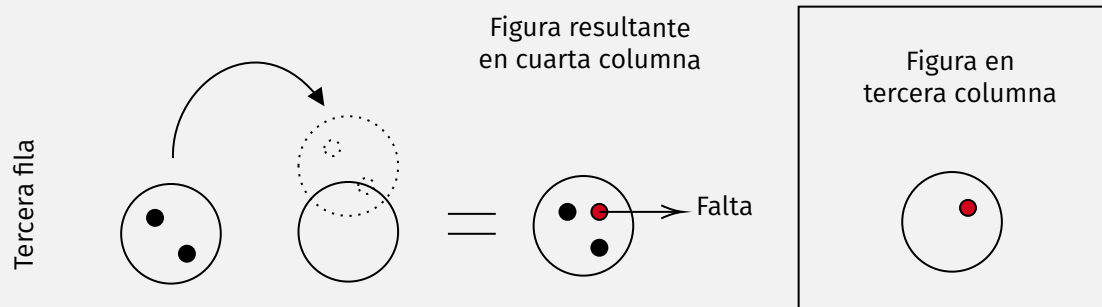 Tercera fila
Figura resultante
en cuarta columna
Falta
Figura en
tercera columna